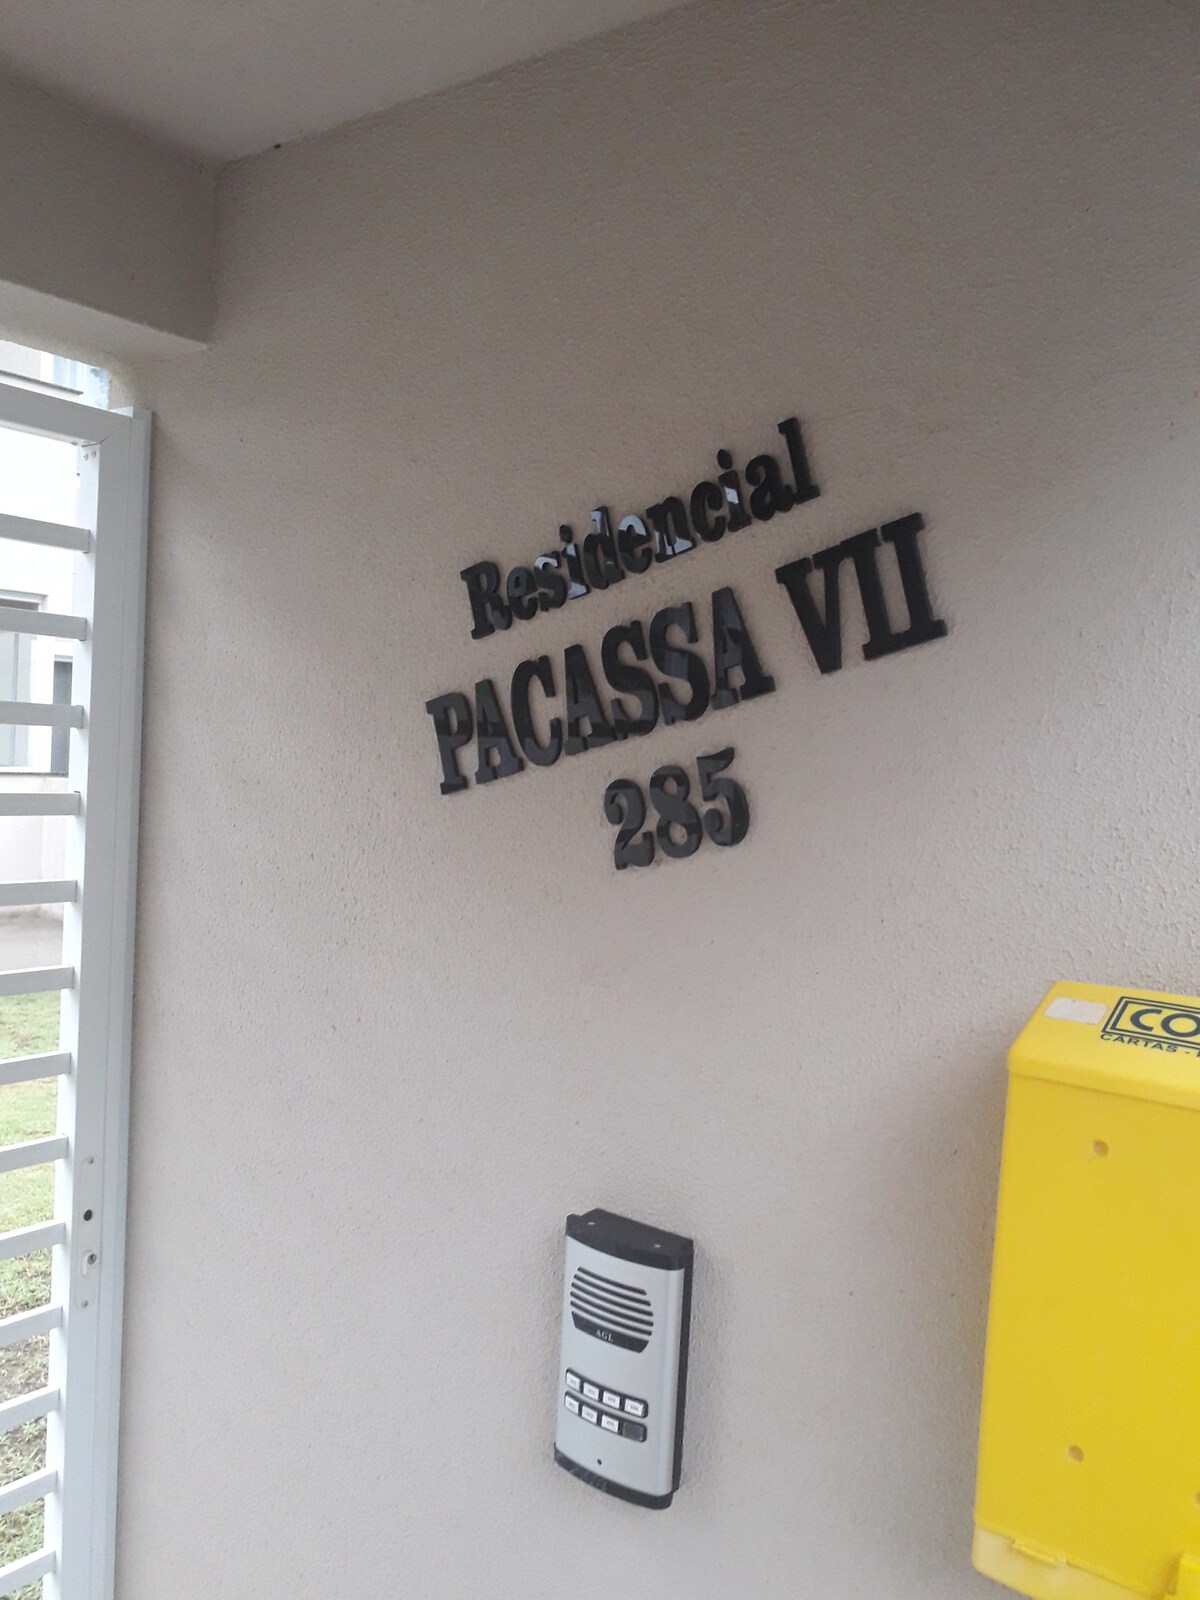 Residencial
PACASSA VII
285
CO
CARTAS -
AGL